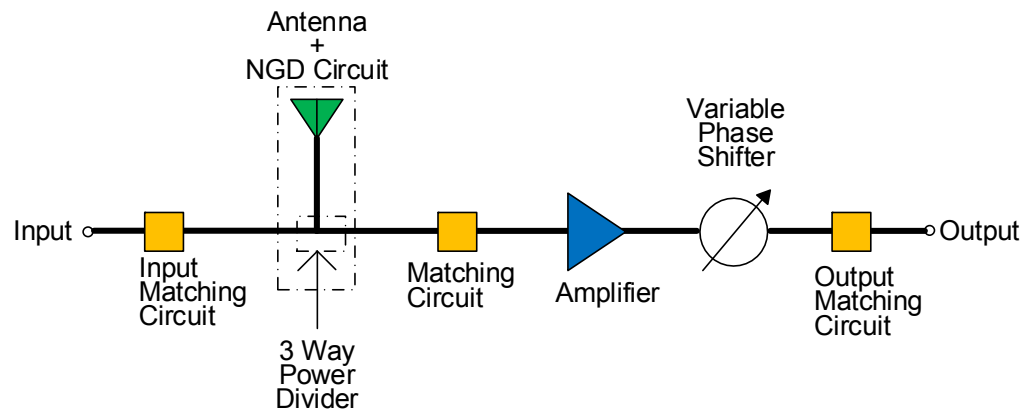 Antenna
+
NGD Circuit
Variable
Phase
Shifter
Input
Output
Input
Matching
Circuit
Matching
Circuit
Amplifier
Output
Matching
Circuit
3 Way
Power
Divider